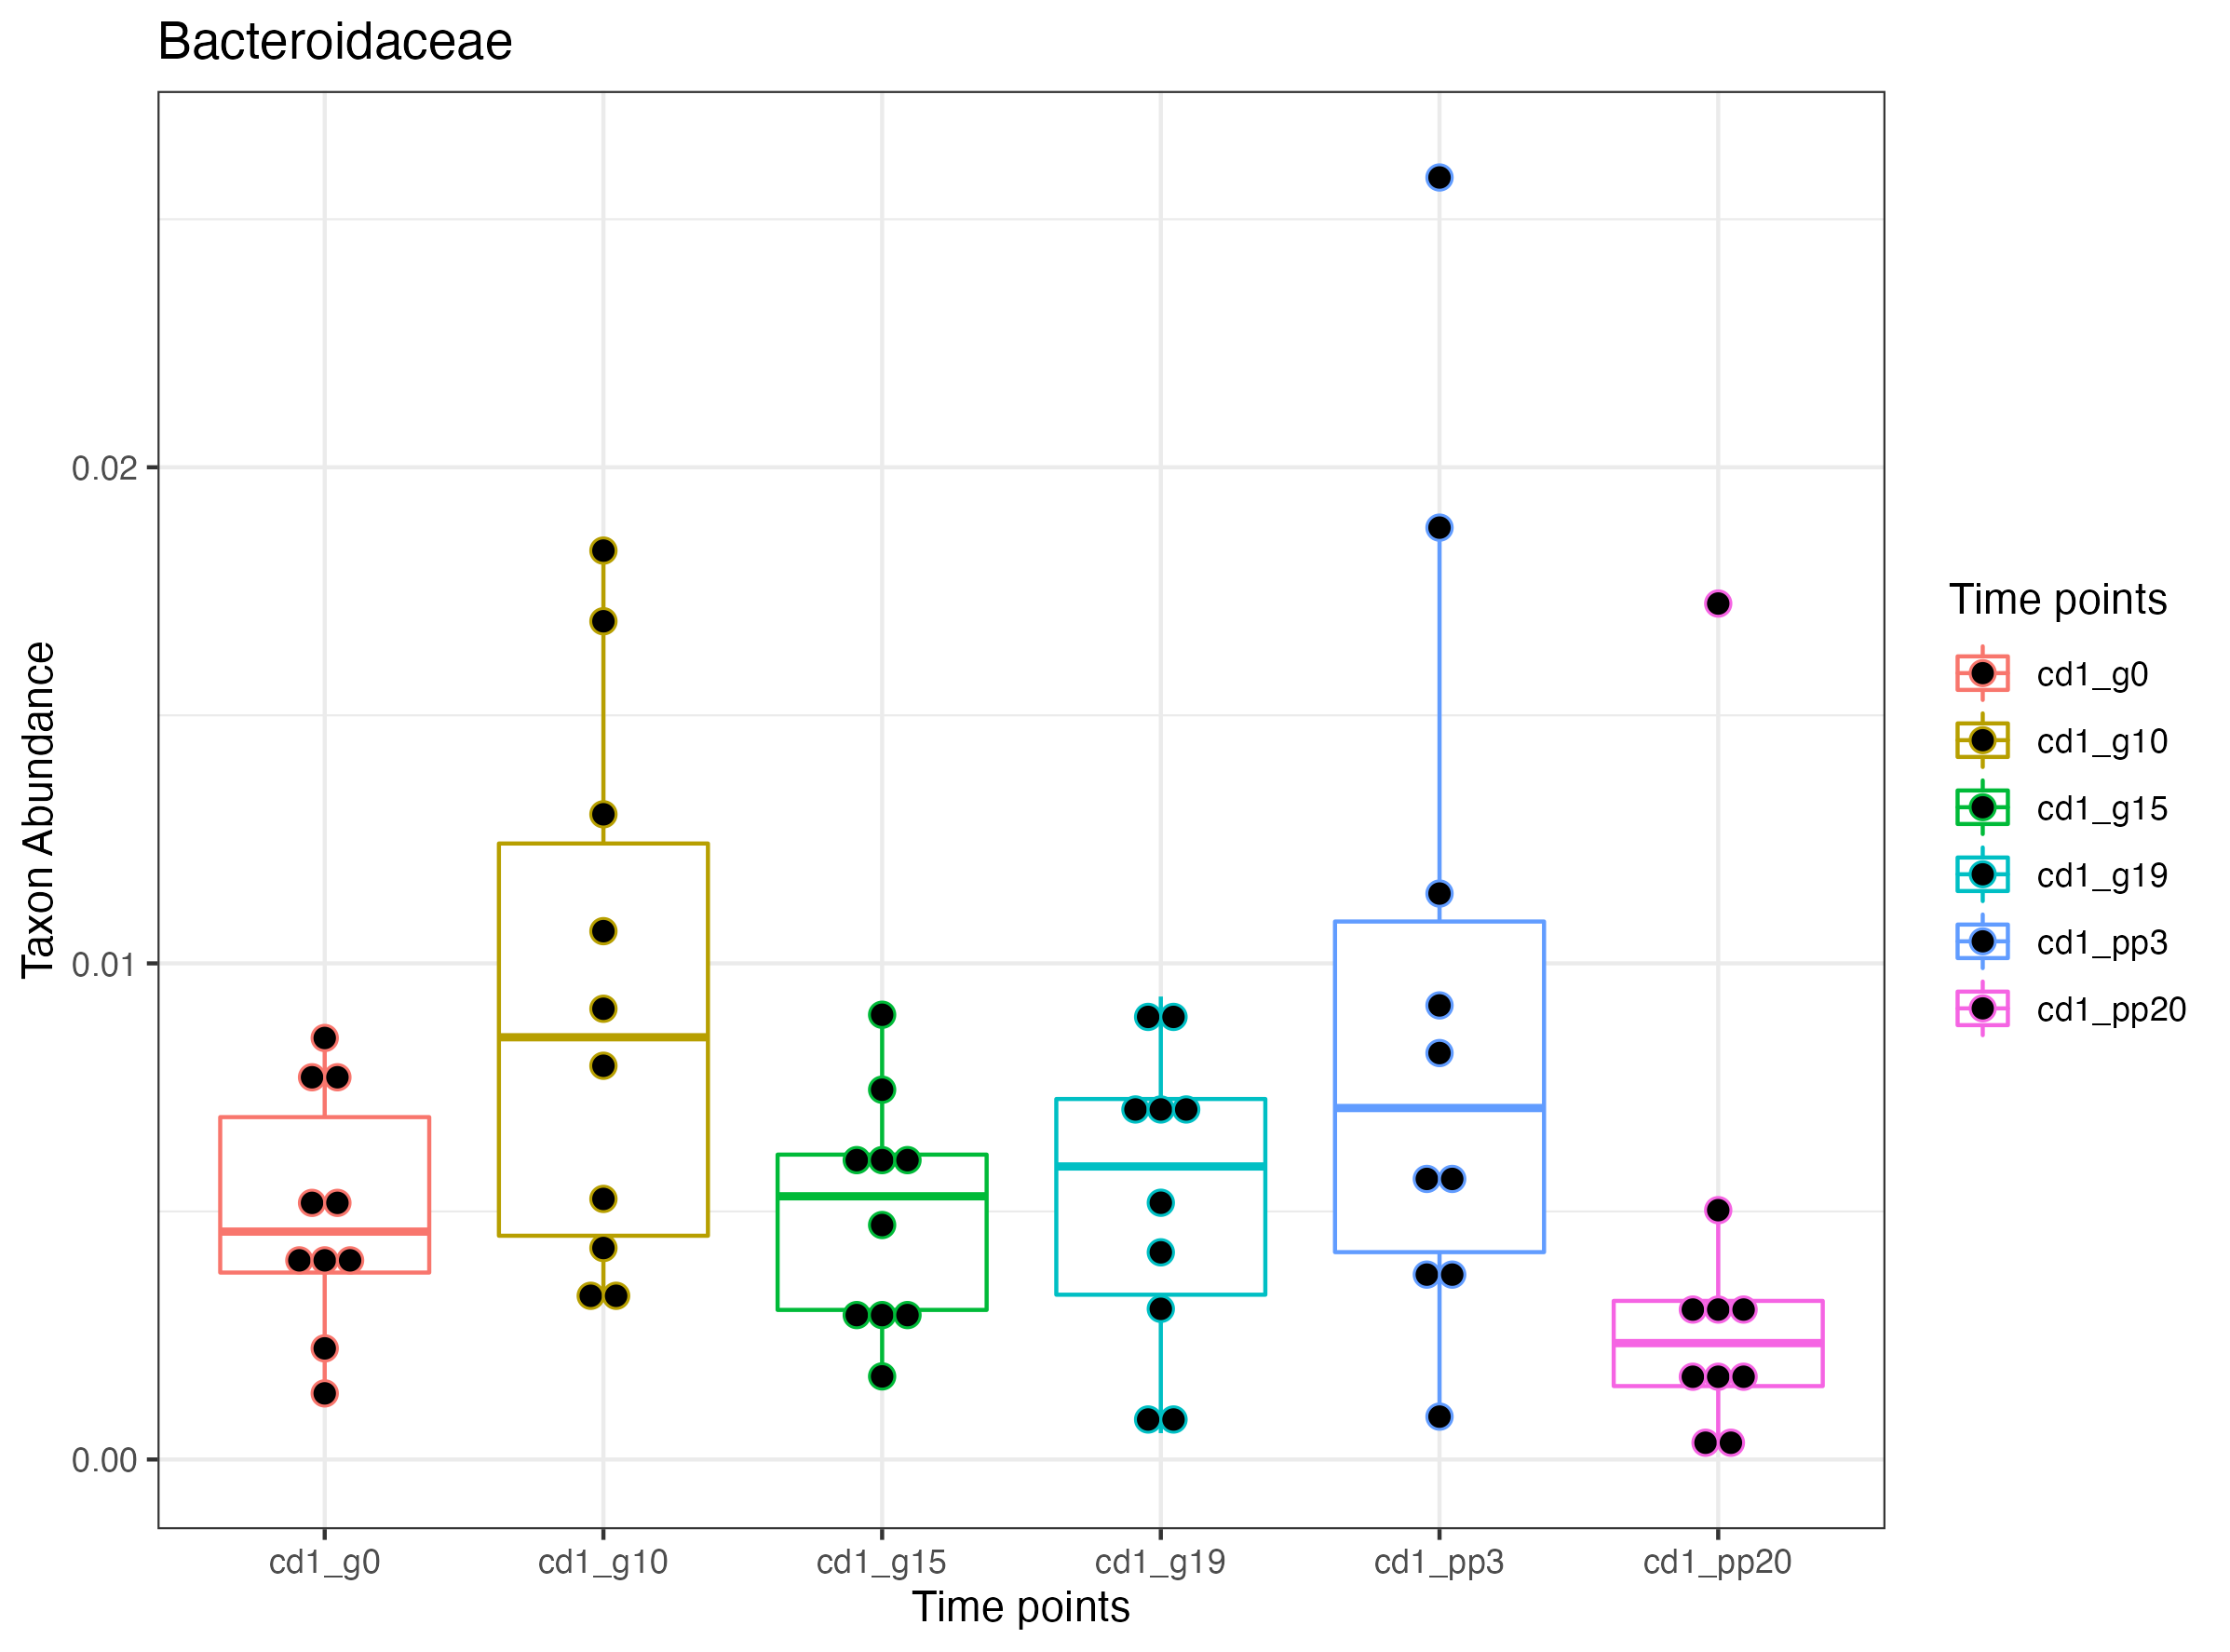 Bacteroidaceae
Taxon Abundance
0.02
0.01
0.00
cd1_g0
cd1_g10
cd1_g15
cd1_g19
cd1_pp3
cd1_pp20
Time points
Time points
cd1_g0
cd1_g10
cd1_g15
cd1_g19
cd1_pp3
cd1_pp20